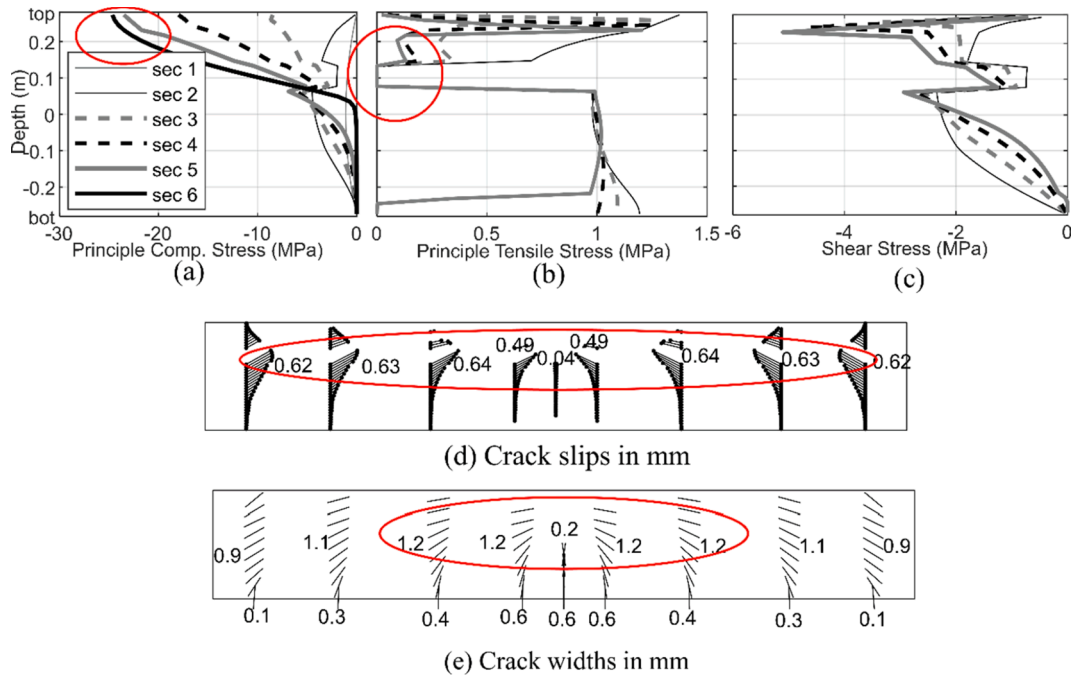 top
0.2
0.1
0
-0.1
-0.2
bot
Depth (m)
sec 1
sec 2
sec 3
sec 4
sec 5
sec 6
-30 -20 -10 0
Principle Comp. Stress (MPa)
(a)
0 0.5 1 1.5
Principle Tensile Stress (MPa)
(b)
-6 -4 -2 0
Shear Stress (MPa)
(c)
0.62 0.63 0.64 0.49 0.04 0.49 0.64 0.63 0.62
(d) Crack slips in mm
0.9 1.1 1.2 1.2 0.2 1.2 1.2 1.1 0.9
0.1 0.3 0.4 0.6 0.6 0.6 0.4 0.3 0.1
(e) Crack widths in mm